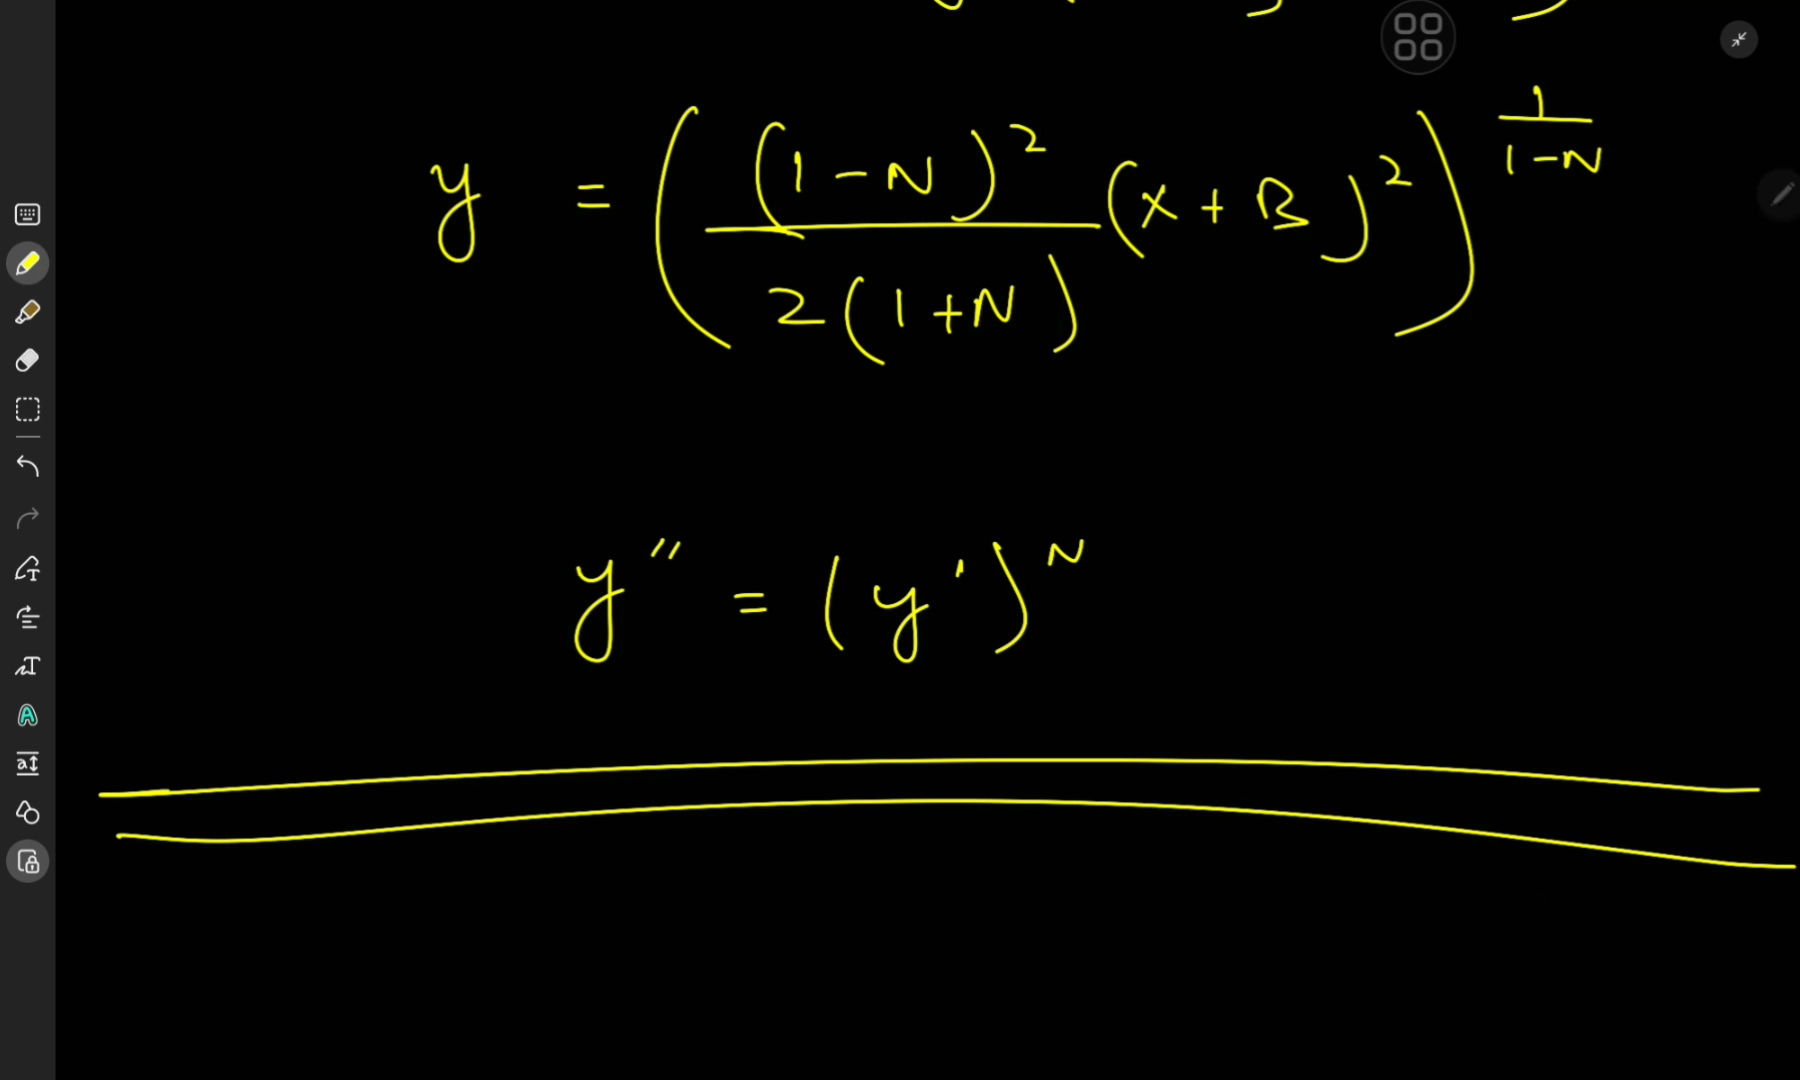 y = ( (1-N)^2 / 2(1+N) (x+B)^2 )^(1/(1-N))
y'' = (y')^N